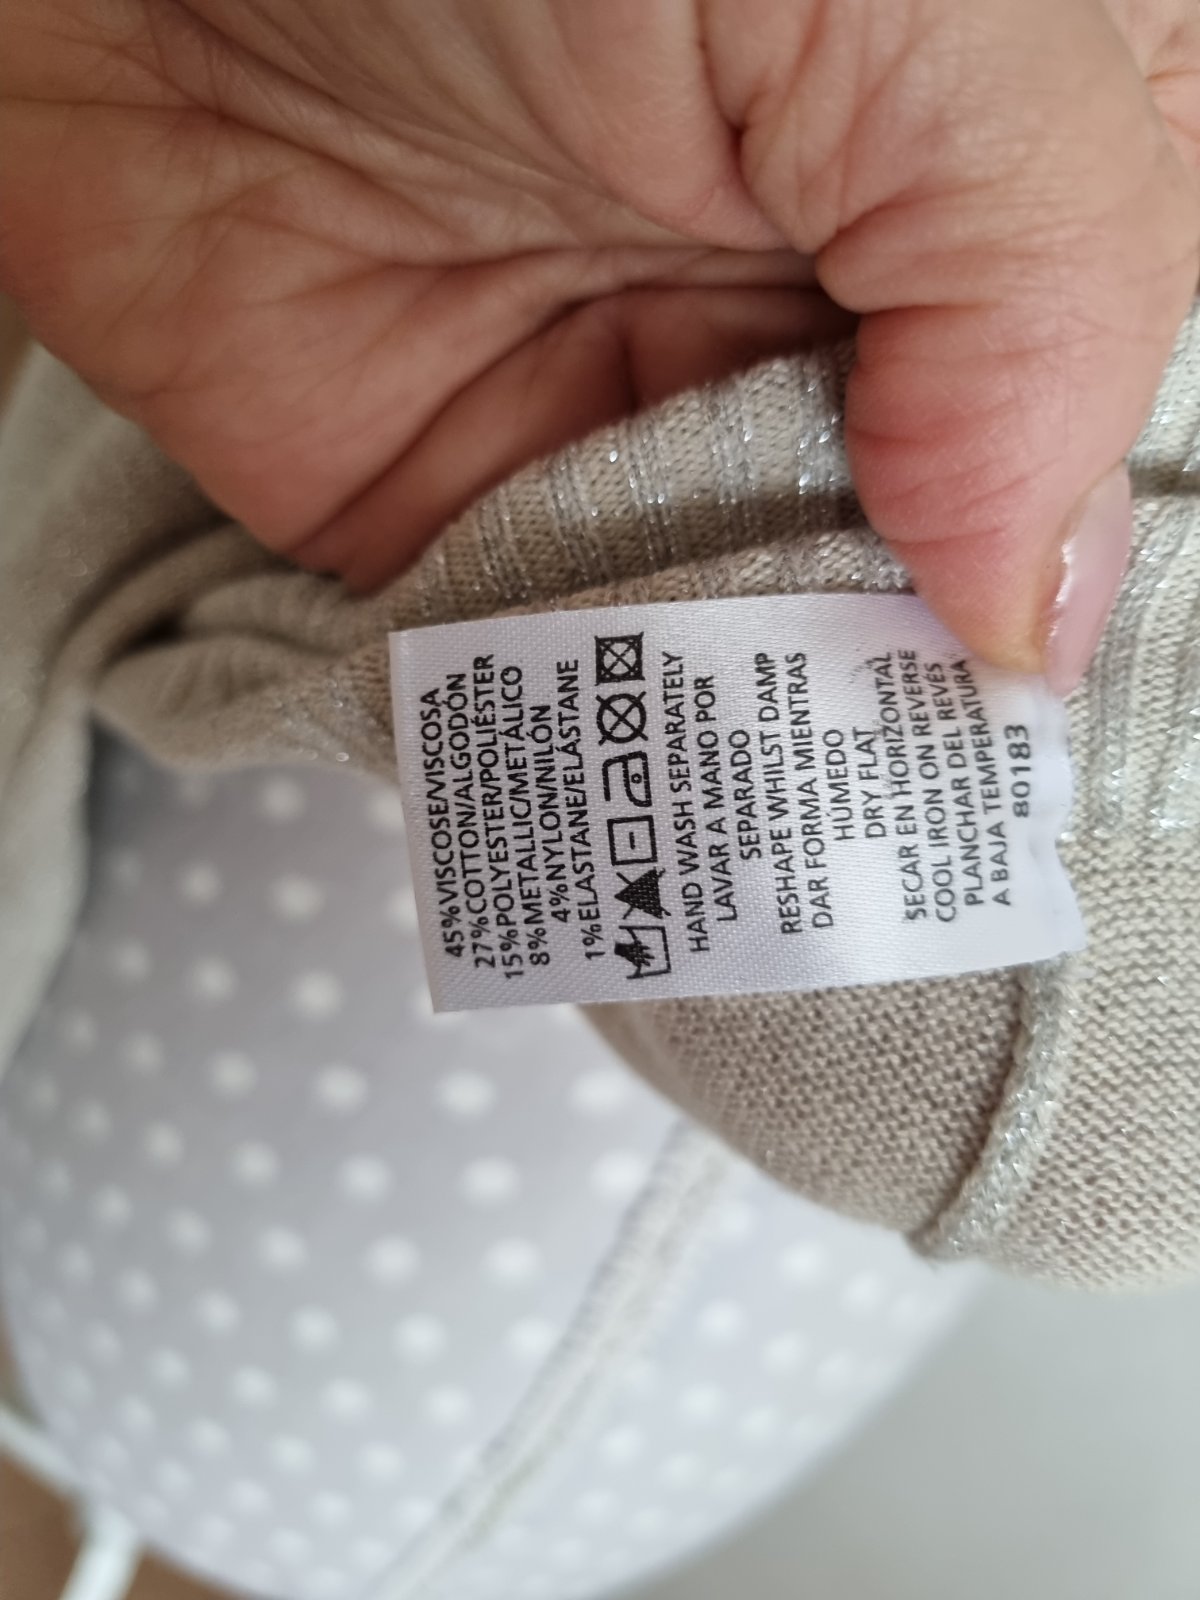 45%VISCOSE/VISCOSA
27%COTTON/ALGODÓN
15%POLYESTER/POLIÉSTER
8%METALLIC/METÁLICO
4%NYLON/NILÓN
1%ELASTANE/ELÁSTANE
HAND WASH SEPARATELY
LAVAR A MANO POR
SEPARADO
RESHAPE WHILST DAMP
DAR FORMA MIENTRAS
HÚMEDO
DRY FLAT
SECAR EN HORIZONTAL
COOL IRON ON REVERSE
PLANCHAR DEL REVÉS
A BAJA TEMPERATURA
80183